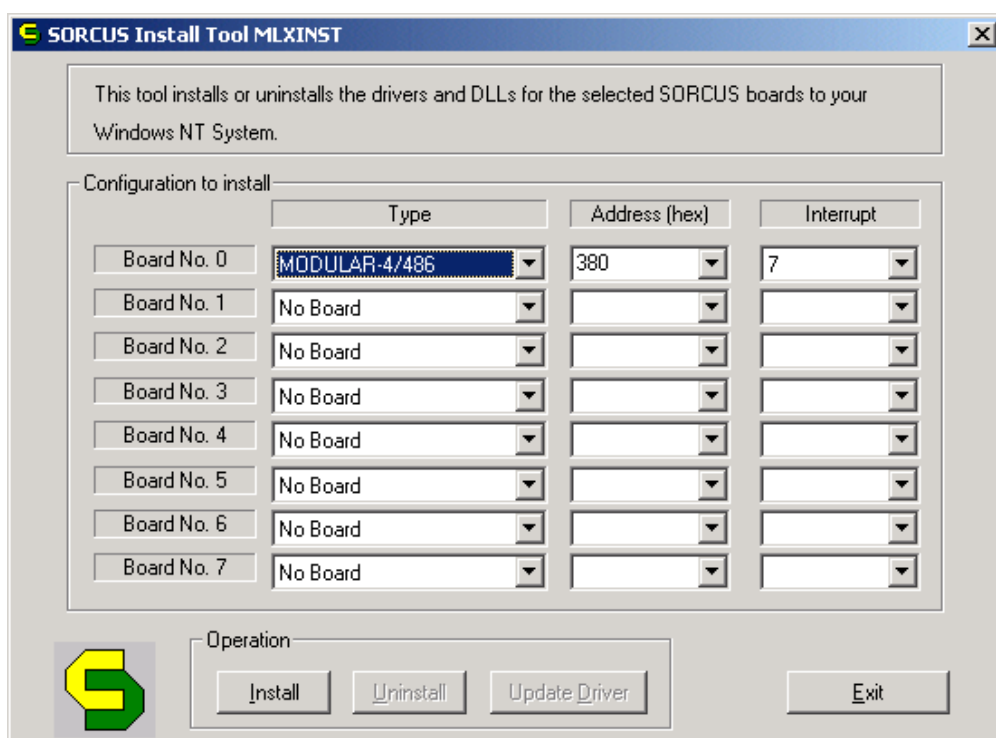 SORCUS Install Tool MLXINST
This tool installs or uninstalls the drivers and DLLs for the selected SORCUS boards to your
Windows NT System.
Configuration to install
Type Address (hex) Interrupt
Board No. 0 MODULAR-4/486 380 7
Board No. 1 No Board
Board No. 2 No Board
Board No. 3 No Board
Board No. 4 No Board
Board No. 5 No Board
Board No. 6 No Board
Board No. 7 No Board
Operation
Install Uninstall Update Driver Exit